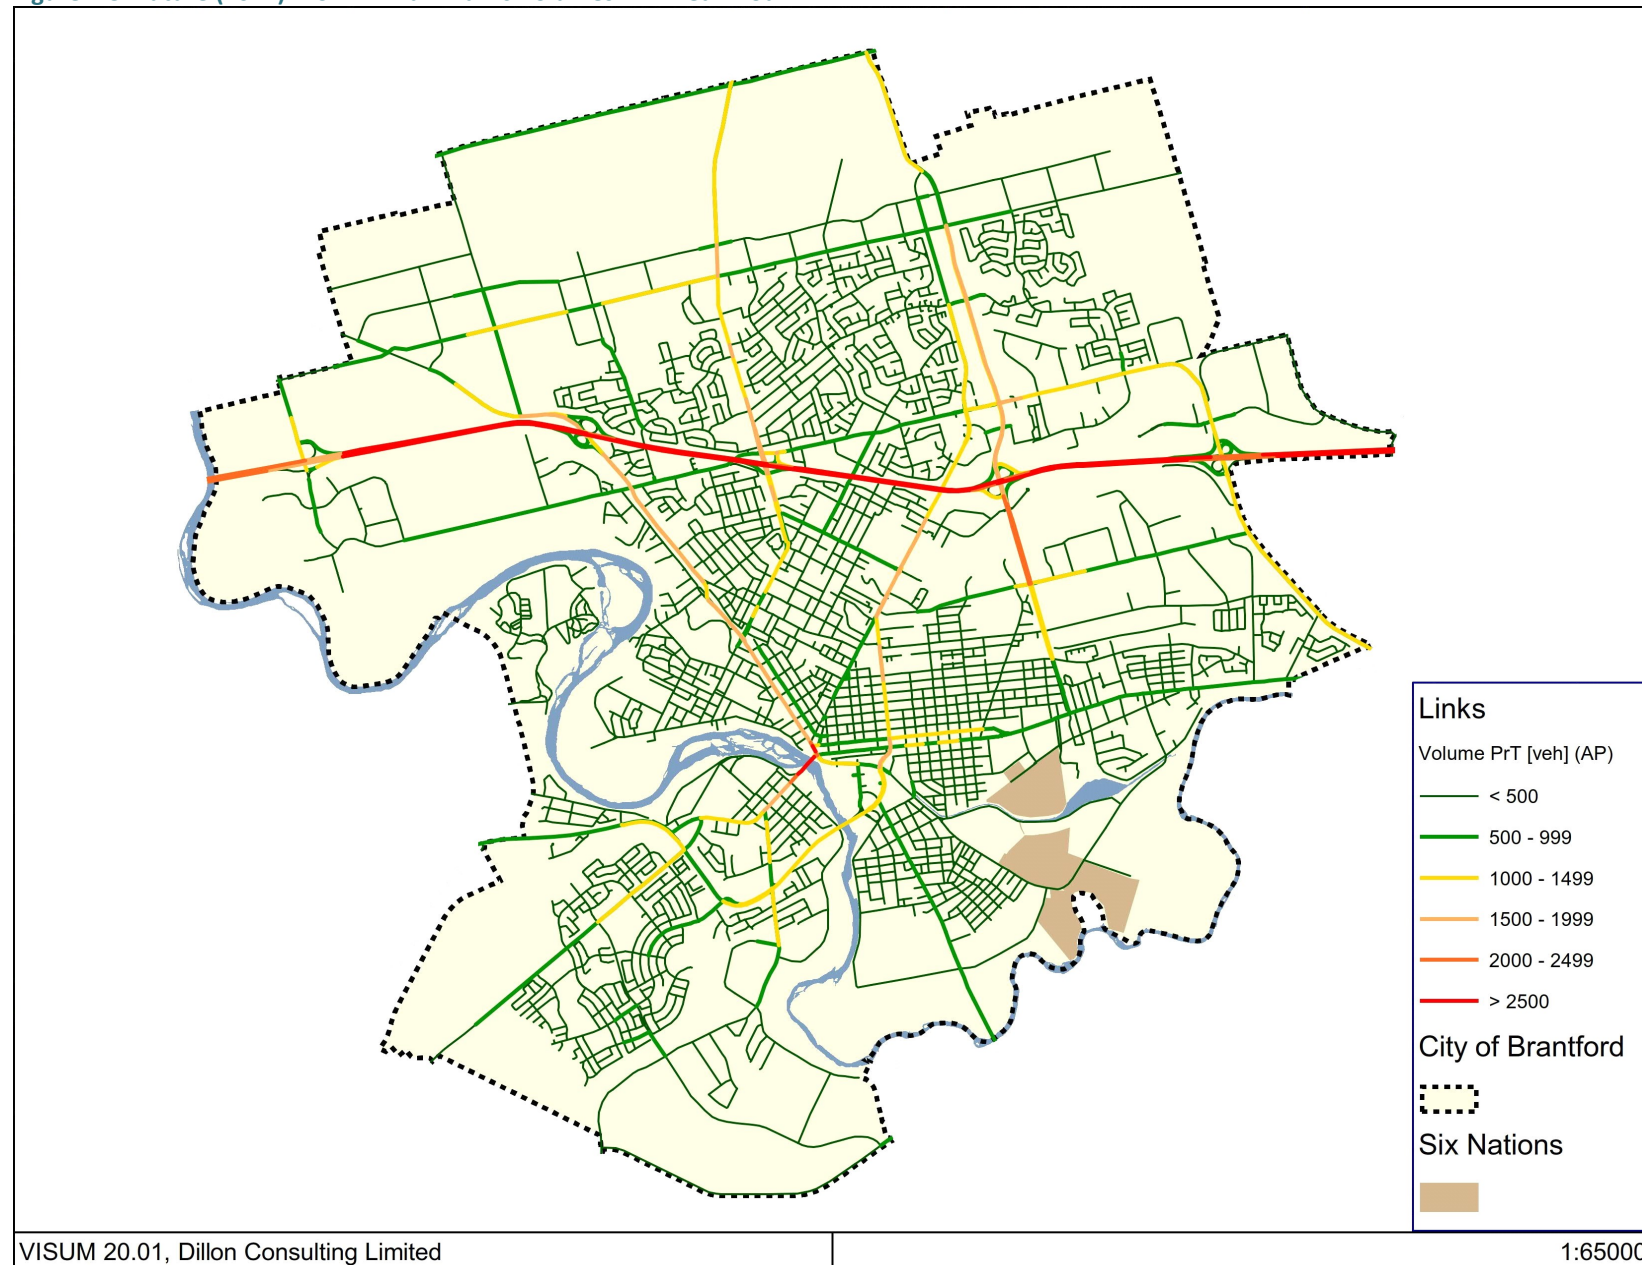 Links
Volume PrT [veh] (AP)
< 500
500 - 999
1000 - 1499
1500 - 1999
2000 - 2499
> 2500
City of Brantford
Six Nations
VISUM 20.01, Dillon Consulting Limited
1:65000